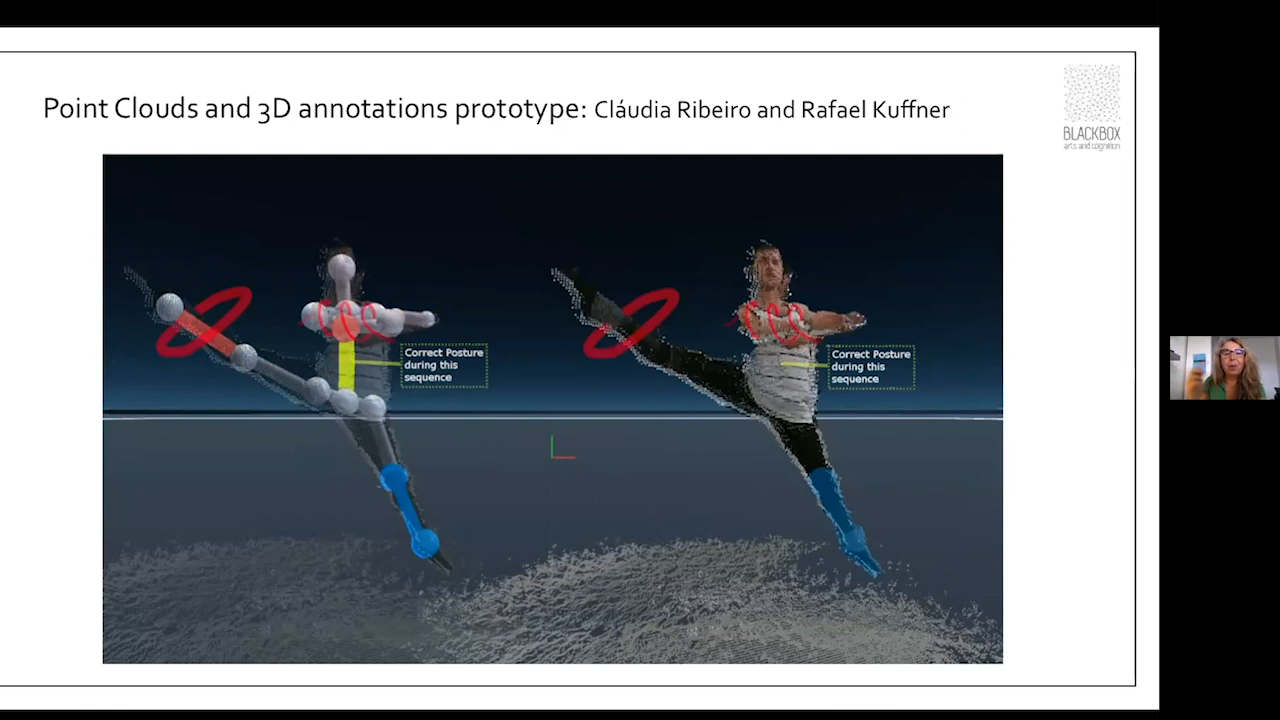 Point Clouds and 3D annotations prototype: Cláudia Ribeiro and Rafael Kuffner
BLACKBOX
arts and cognition
Correct Posture
during this
sequence
Correct Posture
during this
sequence